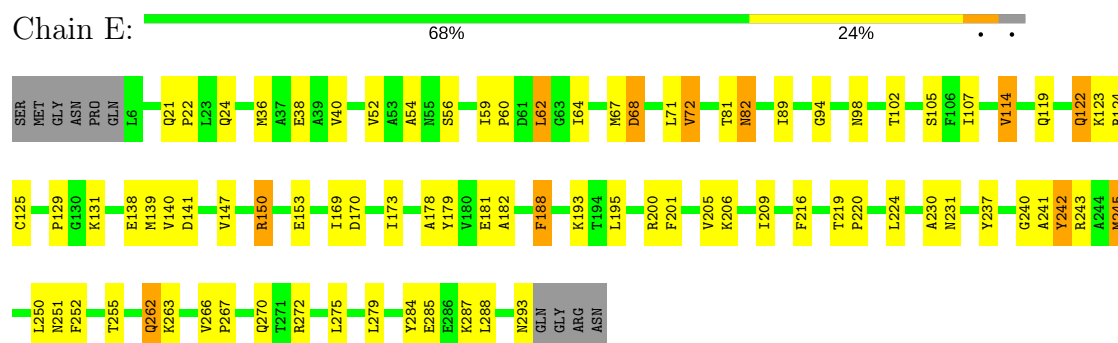 Chain E:
68% 24% • •
SER MET GLY ASN PRO GLN L6 Q21 P22 L23 Q24 M36 A37 E38 A39 V40 V52 A53 A54 N55 S56 I59 P60 D61 L62 G63 I64 M67 D68 L71 V72 T81 N82 I89 G94 N98 T102 S105 F106 I107 V114 Q119 Q122 K123
C125 P129 G130 K131 E138 M139 V140 D141 V147 R150 E153 I169 D170 I173 A178 Y179 V180 E181 A182 F188 K193 T194 L195 R200 F201 V205 K206 I209 F216 T219 P220 L224 A230 N231 Y237 G240 A241 Y242 R243 A244
L250 N251 F252 T255 Q262 K263 V266 P267 Q270 T271 R272 L275 L279 Y284 E285 E286 K287 L288 N293 GLN GLY ARG ASN